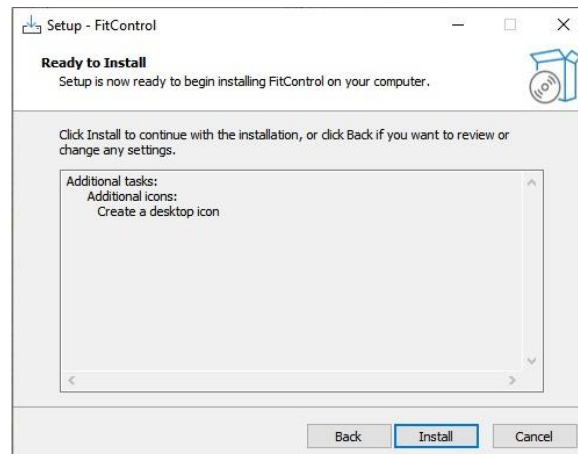 Setup - FitControl
Ready to Install
Setup is now ready to begin installing FitControl on your computer.
Click Install to continue with the installation, or click Back if you want to review or
change any settings.
Additional tasks:
Additional icons:
Create a desktop icon
Back
Install
Cancel